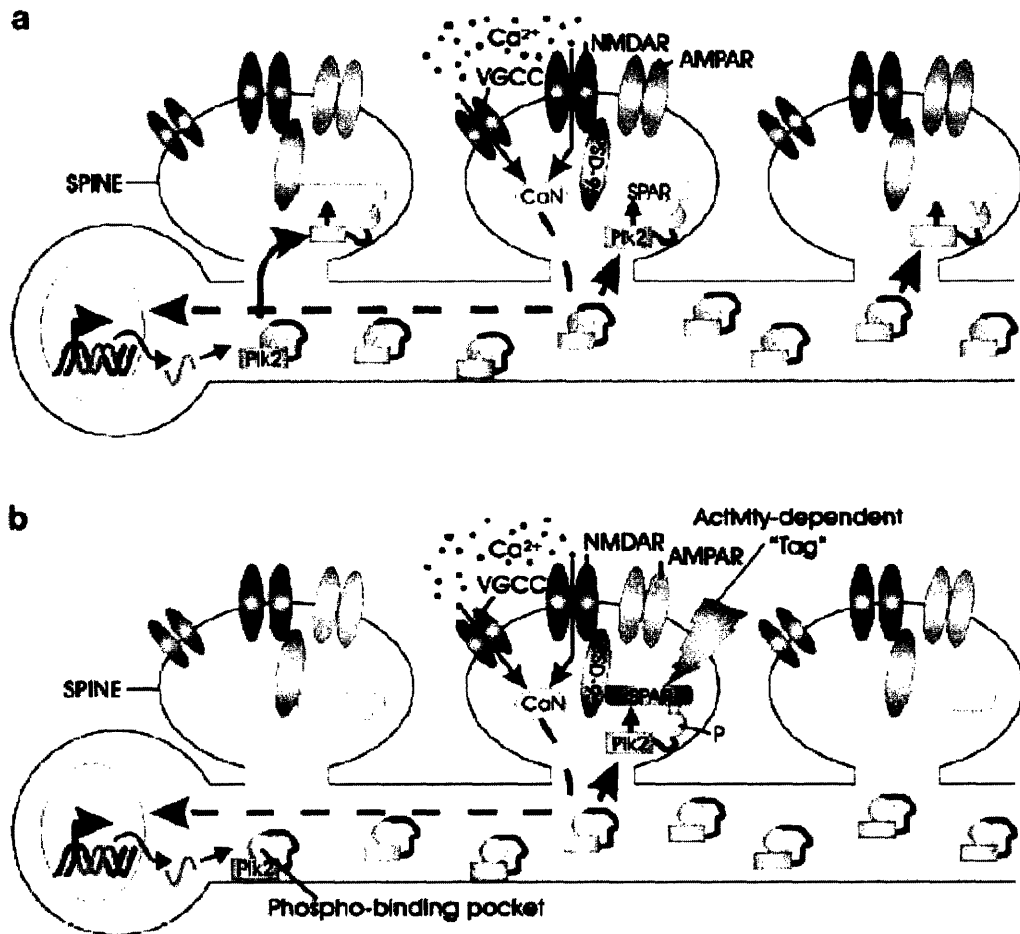 a
Ca²⁺
NMDAR
VGCC
AMPAR
SPINE
CaN
SPAR
Plk2
Plk2
b
Activity-dependent
"Tag"
Ca²⁺
NMDAR
AMPAR
VGCC
SPINE
SPAR
CaN
P
Plk2
Plk2
Phospho-binding pocket